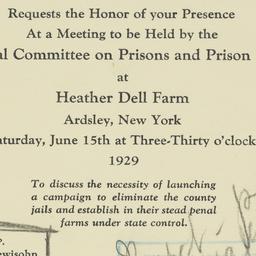 Requests the Honor of your Presence
At a Meeting to be Held by the
al Committee on Prisons and Prison
at
Heather Dell Farm
Ardsley, New York
aturday, June 15th at Three-Thirty o'clock
1929
To discuss the necessity of launching
a campaign to eliminate the county
jails and establish in their stead penal
farms under state control.
P.
ewisohn